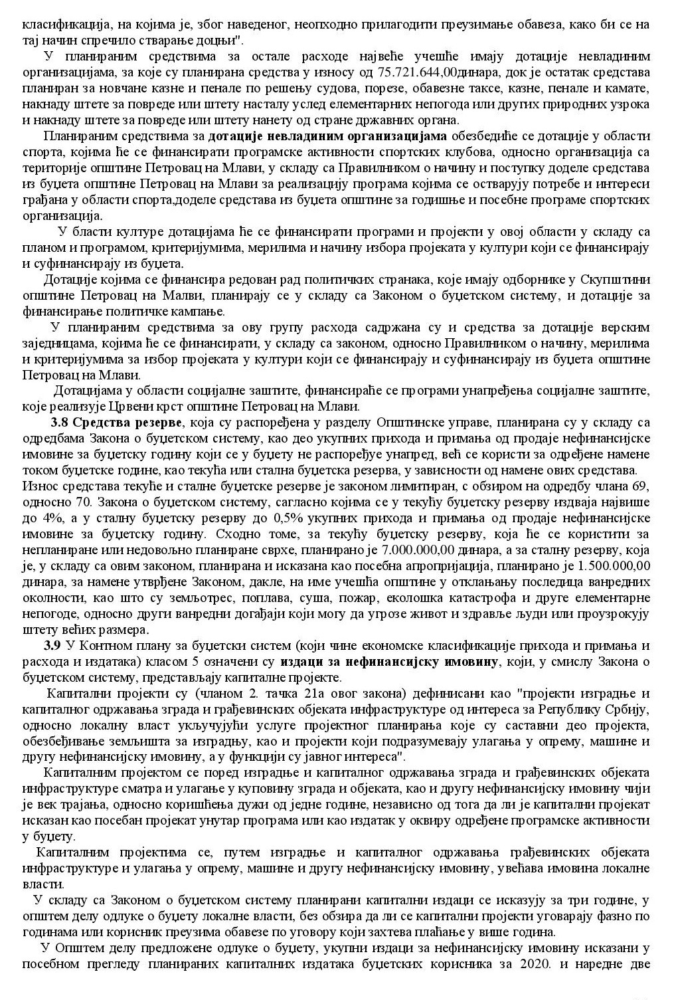 класификација, на којима је, због наведеног, неопходно прилагодити преузимање обавеза, како би се на
тај начин спречило стварање доцњи".
У планираним средствима за остале расходе највеће учешће имају дотације невладиним
организацијама, за које су планирана средства у износу од 75.721.644,00динара, док је остатак средстава
планиран за новчане казне и пенале по решењу судова, порезе, обавезне таксе, казне, пенале и камате,
накнаду штете за повреде или штету насталу услед елементарних непогода или других природних узрока
и накнаду штете за повреде или штету нанету од стране државних органа.
Планираним средствима за дотације невладиним организацијама обезбедиће се дотације у области
спорта, којима ће се финансирати програмске активности спортских клубова, односно организација са
територије општине Петровац на Млави, у складу са Правилником о начину и поступку доделе средстава
из буџета општине Петровац на Млави за реализацију програма којима се остварују потребе и интереси
грађана у области спорта,доделе средстава из буџета општине за годишње и посебне програме спортских
организација.
У бласти културе дотацијама ће се финансирати програми и пројекти у овој области у складу са
планом и програмом, критеријумима, мерилима и начину избора пројеката у култури који се финансирају
и суфинансирају из буџета.
Дотације којима се финансира редован рад политичких странака, које имају одборнике у Скупштини
општине Петровац на Малви, планирају се у складу са Законом о буџетском систему, и дотације за
финансирање политичке кампање.
У планираним средствима за ову групу расхода садржана су и средства за дотације верским
заједницама, којима ће се финансирати, у складу са законом, односно Правилником о начину, мерилима
и критеријумима за избор пројеката у култури који се финансирају и суфинансирају из буџета општине
Петровац на Млави.
Дотацијама у области социјалне заштите, финансираће се програми унапређења социјалне заштите,
које реализује Црвени крст општине Петровац на Млави.
3.8 Средства резерве, која су распоређена у разделу Општинске управе, планирана су у складу са
одредбама Закона о буџетском систему, као део укупних прихода и примања од продаје нефинансијске
имовине за буџетску годину који се у буџету не распоређуе унапред, већ се користи за одређене намене
током буџетске године, као текућа или стална буџетска резерва, у зависности од намене ових средстава.
Износ средстава текуће и сталне буџетске резерве је законом лимитиран, с обзиром на одредбу члана 69,
односно 70. Закона о буџетском систему, сагласно којима се у текућу буџетску резерву издваја највише
до 4%, а у сталну буџетску резерву до 0,5% укупних прихода и примања од продаје нефинансијске
имовине за буџетску годину. Сходно томе, за текућу буџетску резерву, која ће се користити за
непланиране или недовољно планиране сврхе, планирано је 7.000.000,00 динара, а за сталну резерву, која
је, у складу са овим законом, планирана и исказана као посебна апропријација, планирано је 1.500.000,00
динара, за намене утврђене Законом, дакле, на име учешћа општине у отклањању последица ванредних
околности, као што су земљотрес, поплава, суша, пожар, еколошка катастрофа и друге елементарне
непогоде, односно други ванредни догађаји који могу да угрозе живот и здравље људи или проузрокују
штету већих размера.
3.9 У Контном плану за буџетски систем (који чине економске класификације прихода и примања и
расхода и издатака) класом 5 означени су издаци за нефинансијску имовину, који, у смислу Закона о
буџетском систему, представљају капиталне пројекте.
Капитални пројекти су (чланом 2. тачка 21а овог закона) дефинисани као "пројекти изградње и
капиталног одржавања зграда и грађевинских објеката инфраструктуре од интереса за Републику Србију,
односно локалну власт укључујући услуге пројектног планирања које су саставни део пројекта,
обезбеђивање земљишта за изградњу, као и пројекти који подразумевају улагања у опрему, машине и
другу нефинансијску имовину, а у функцији су јавног интереса".
Капиталним пројектом се поред изградње и капиталног одржавања зграда и грађевинских објеката
инфраструктуре сматра и улагање у куповину зграда и објеката, као и другу нефинансијску имовину чији
је век трајања, односно коришћења дужи од једне године, независно од тога да ли је капитални пројекат
исказан као посебан пројекат унутар програма или као издатак у оквиру одређене програмске активности
у буџету.
Капиталним пројектима се, путем изградње и капиталног одржавања грађевинских објеката
инфраструктуре и улагања у опрему, машине и другу нефинансијску имовину, увећава имовина локалне
власти.
У складу са Законом о буџетском систему планирани капитални издаци се исказују за три године, у
општем делу одлуке о буџету локалне власти, без обзира да ли се капитални пројекти уговарају фазно по
годинама или корисник преузима обавезе по уговору који захтева плаћање у више година.
У Општем делу предложене одлуке о буџету, укупни издаци за нефинансијску имовину исказани у
посебном прегледу планираних капиталних издатака буџетских корисника за 2020. и наредне две